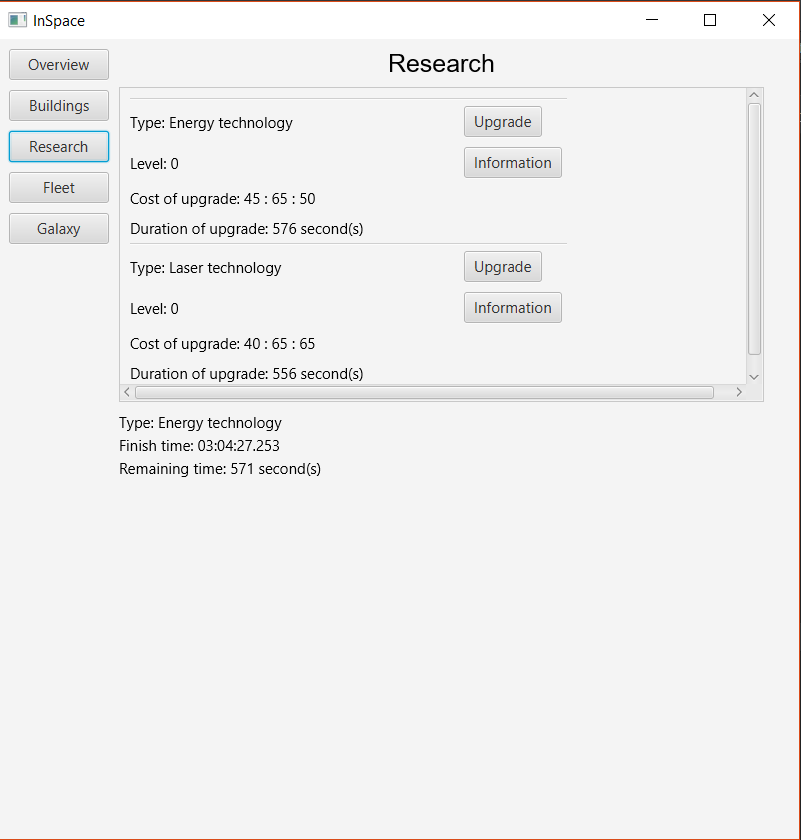 InSpace
Overview
Buildings
Research
Fleet
Galaxy
Research
Type: Energy technology
Upgrade
Level: 0
Information
Cost of upgrade: 45 : 65 : 50
Duration of upgrade: 576 second(s)
Type: Laser technology
Upgrade
Level: 0
Information
Cost of upgrade: 40 : 65 : 65
Duration of upgrade: 556 second(s)
Type: Energy technology
Finish time: 03:04:27.253
Remaining time: 571 second(s)